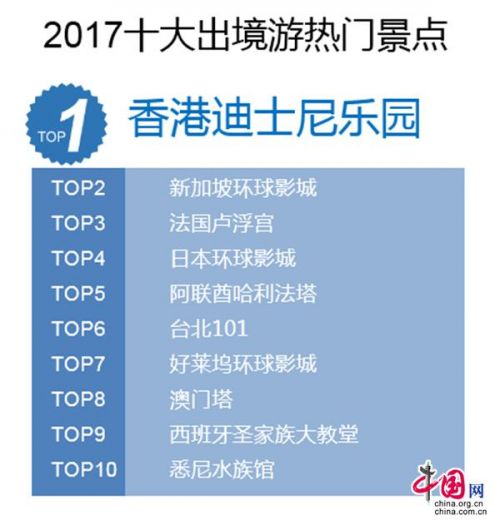 2017十大出境游热门景点
TOP1 香港迪士尼乐园
TOP2 新加坡环球影城
TOP3 法国卢浮宫
TOP4 日本环球影城
TOP5 阿联酋哈利法塔
TOP6 台北101
TOP7 好莱坞环球影城
TOP8 澳门塔
TOP9 西班牙圣家族大教堂
TOP10 悉尼水族馆
中国网
china.org.cn
china.com.cn